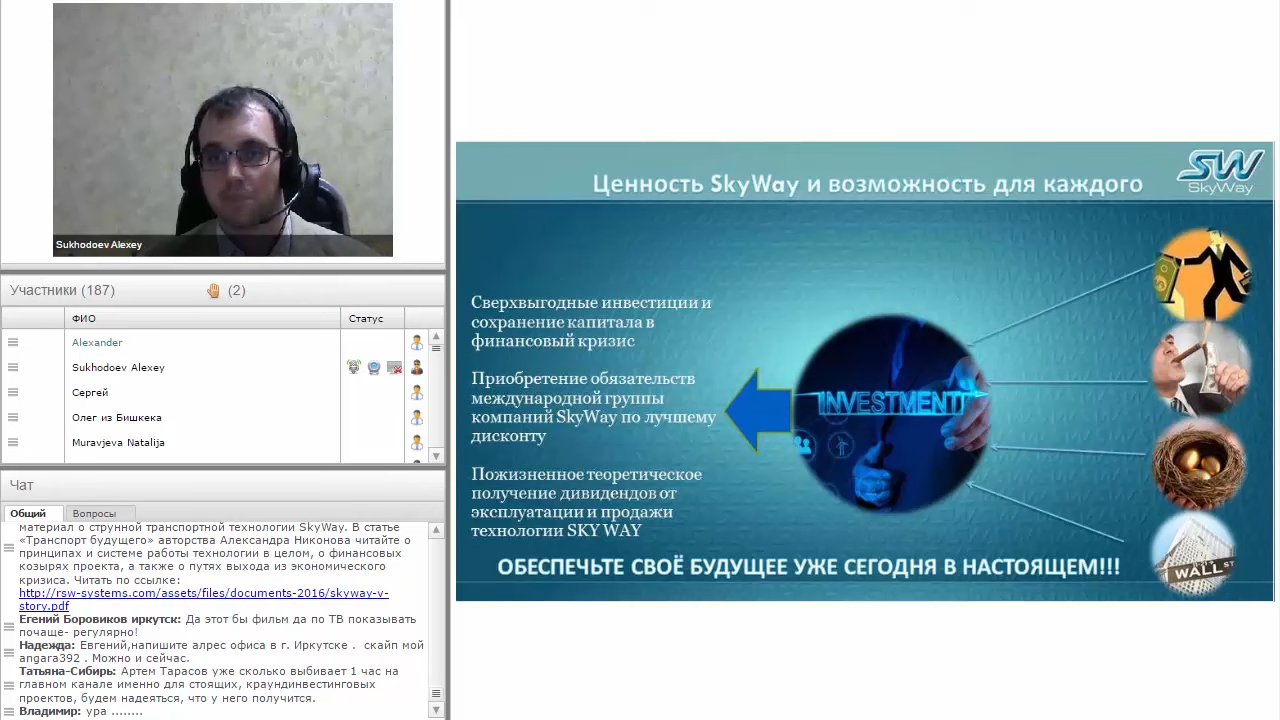 Sukhodoev Alexey
Участники (187)
(2)
ФИО
Статус
Alexander
Sukhodoev Alexey
Сергей
Олег из Бишкека
Muravjeva Natalija
Чат
Общий
Вопросы
материал о струнной транспортной технологии SkyWay. В статье
«Транспорт будущего» авторства Александра Никонова читайте о
принципах и системе работы технологии в целом, о финансовых
козырях проекта, а также о путях выхода из экономического
кризиса. Читать по ссылке:
http://rsw-systems.com/assets/files/documents-2016/skyway-v-
story.pdf
Егений Боровиков иркутск: Да этот бы фильм да по ТВ показывать
почаще- регулярно!
Надежда: Евгений,напишите алрес офиса в г. Иркутске . скайп мой
angara392 . Можно и сейчас.
Татьяна-Сибирь: Артем Тарасов уже сколько выбивает 1 час на
главном канале именно для стоящих, краундинвестинговых
проектов, будем надеяться, что у него получится.
Владимир: ура ........
Ценность SkyWay и возможность для каждого
SW
SkyWay
Сверхвыгодные инвестиции и
сохранение капитала в
финансовый кризис
Приобретение обязательств
международной группы
компаний SkyWay по лучшему
дисконту
Пожизненное теоретическое
получение дивидендов от
эксплуатации и продажи
технологии SKY WAY
INVESTMENT
WALL ST
ОБЕСПЕЧЬТЕ СВОЁ БУДУЩЕЕ УЖЕ СЕГОДНЯ В НАСТОЯЩЕМ!!!